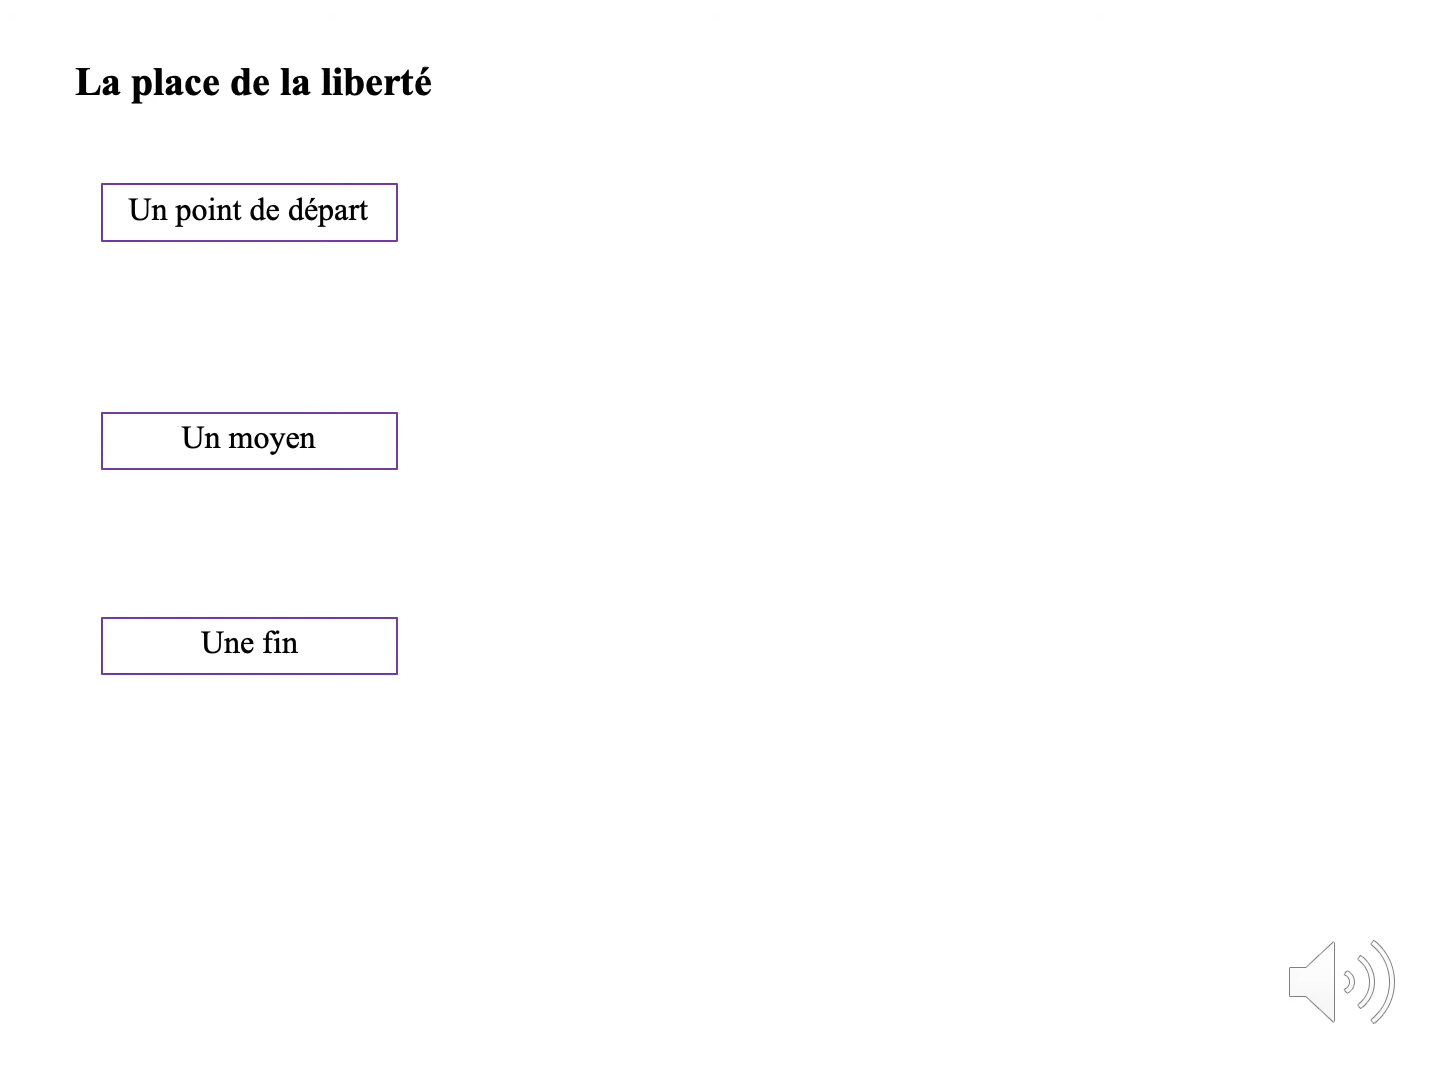 La place de la liberté
Un point de départ
Un moyen
Une fin